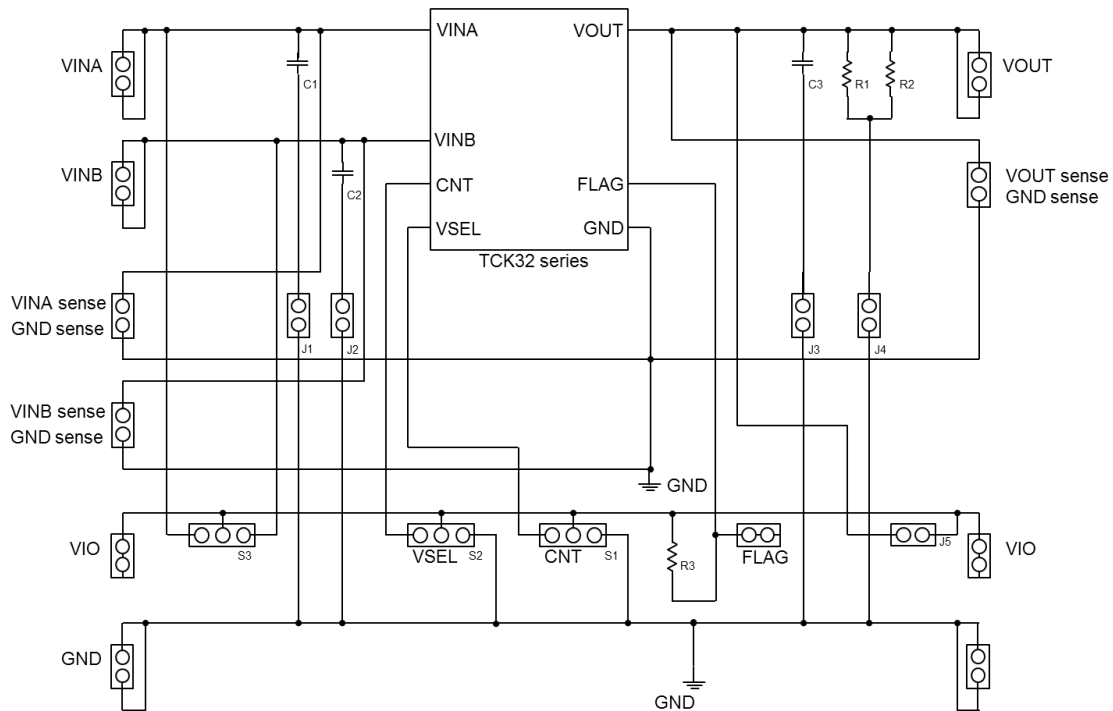 VINA
VOUT
VINA
C1
C3
R1
R2
VOUT
VINB
VINB
C2
CNT
FLAG
VOUT sense
GND sense
VSEL
GND
TCK32 series
VINA sense
GND sense
J1
J2
J3
J4
VINB sense
GND sense
GND
VIO
S3
VSEL
S2
CNT
S1
R3
FLAG
J5
VIO
GND
GND